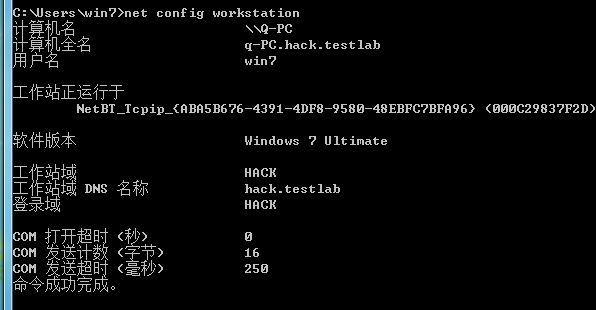 C:\Users\win7>net config workstation
计算机名 \\Q-PC
计算机全名 q-PC.hack.testlab
用户名 win7
工作站正运行于
NetBT_Tcpip_{ABA5B676-4391-4DF8-9580-48EBFC7BFA96} (000C29837F2D)
软件版本 Windows 7 Ultimate
工作站域 HACK
工作站域 DNS 名称 hack.testlab
登录域 HACK
COM 打开超时 (秒) 0
COM 发送计数 (字节) 16
COM 发送超时 (毫秒) 250
命令成功完成。